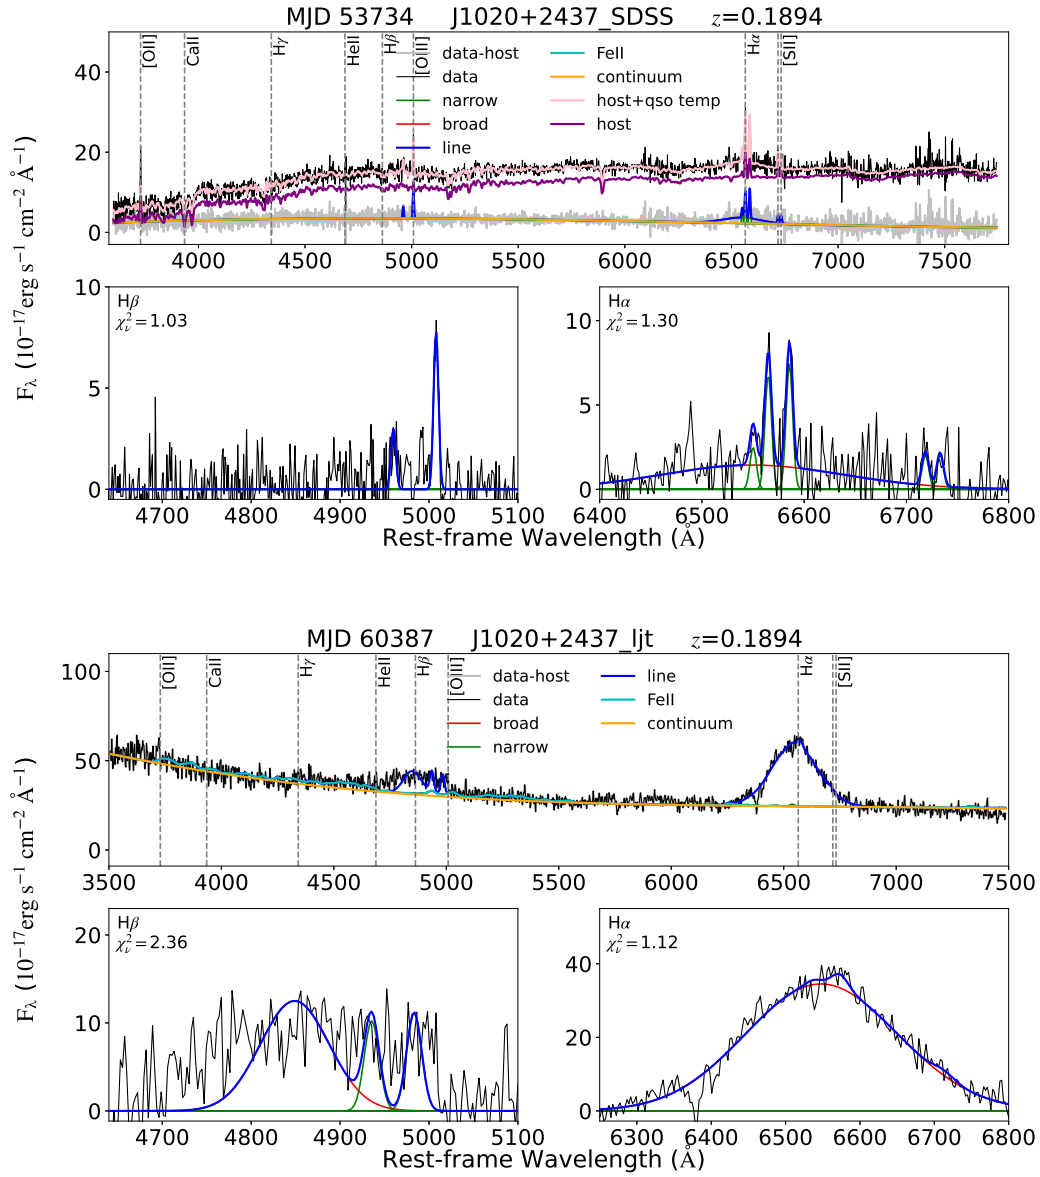 MJD 53734 J1020+2437_SDSS z=0.1894
[OII] CaII Hγ HeII Hβ [OIII] Hα [SII]
data-host
data
narrow
broad
line
FeII
continuum
host+qso temp
host
40
20
0
4000 4500 5000 5500 6000 6500 7000 7500
F_λ (10⁻¹⁷erg s⁻¹ cm⁻² Å⁻¹)
Hβ
χ²_ν=1.03
10
5
0
4700 4800 4900 5000 5100
Hα
χ²_ν=1.30
10
5
0
6400 6500 6600 6700 6800
Rest-frame Wavelength (Å)
MJD 60387 J1020+2437_ljt z=0.1894
[OII] CaII Hγ HeII Hβ [OIII] Hα [SII]
data-host
data
broad
narrow
line
FeII
continuum
100
50
0
3500 4000 4500 5000 5500 6000 6500 7000 7500
F_λ (10⁻¹⁷erg s⁻¹ cm⁻² Å⁻¹)
Hβ
χ²_ν=2.36
20
10
0
4700 4800 4900 5000 5100
Hα
χ²_ν=1.12
40
20
0
6300 6400 6500 6600 6700 6800
Rest-frame Wavelength (Å)